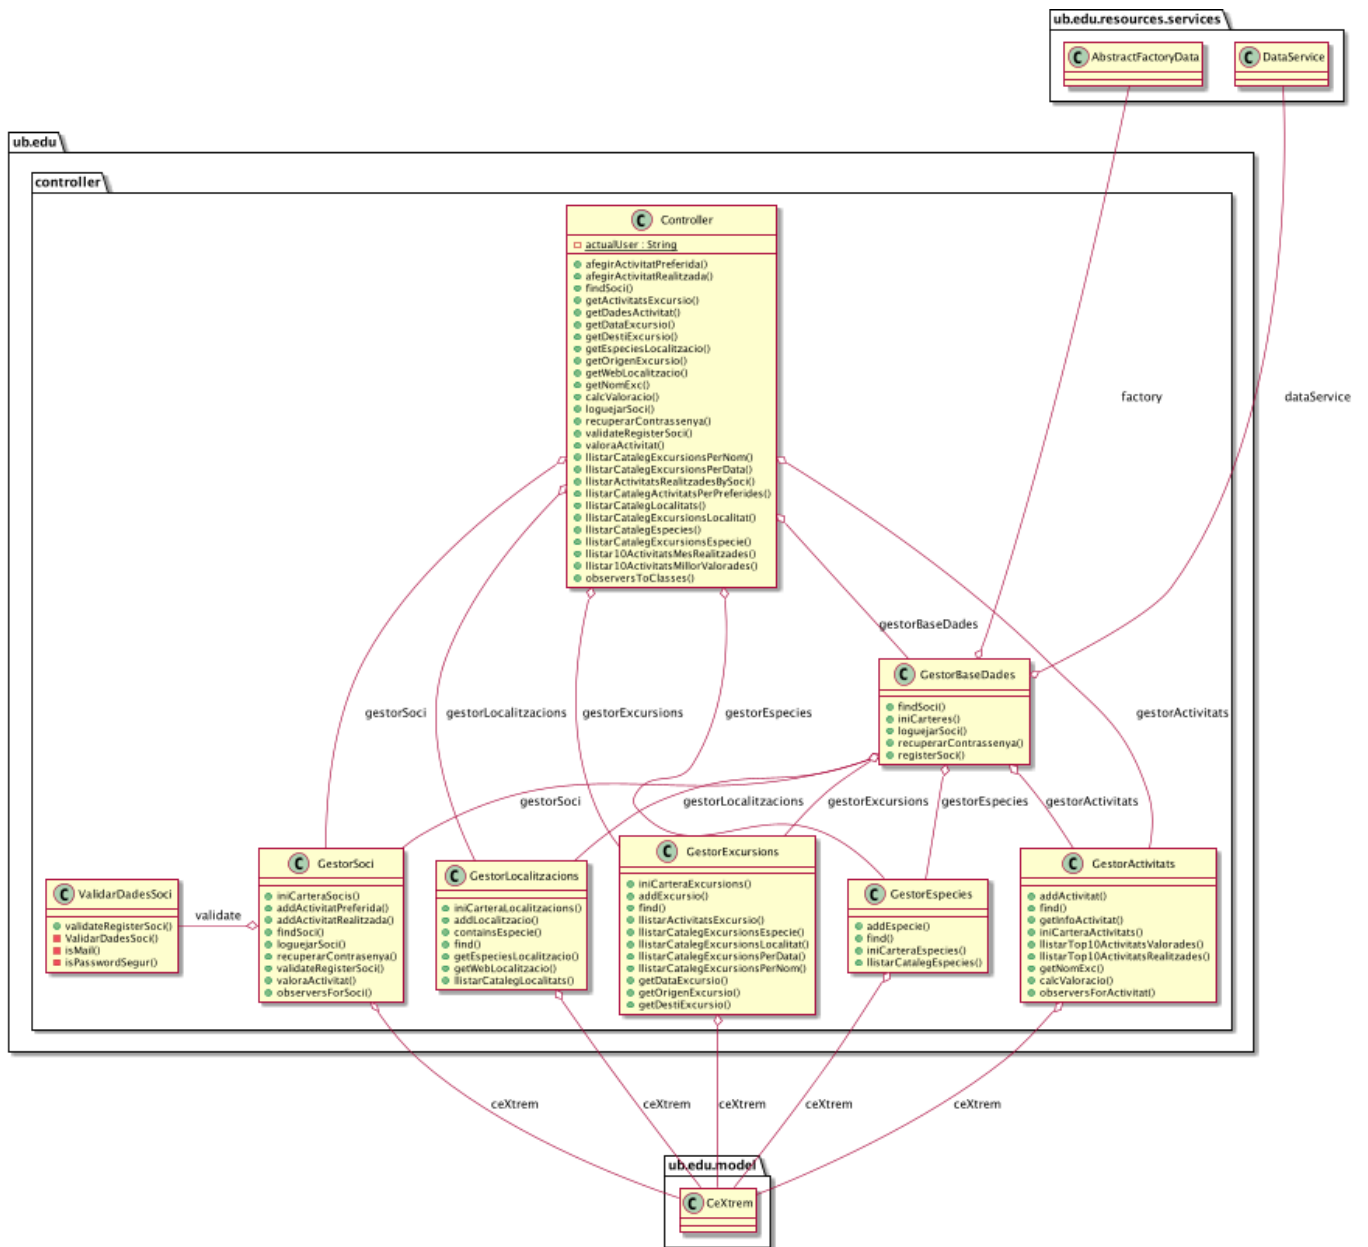 ub.edu.resources.services
AbstractFactoryData
DataService
ub.edu
controller
Controller
actualUser : String
afegirActivitatPreferida()
afegirActivitatRealitzada()
findSoci()
getActivitatsExcursio()
getDadesActivitat()
getDataExcursio()
getDestiExcursio()
getEspeciesLocalitzacio()
getOrigenExcursio()
getWebLocalitzacio()
getNomExc()
calcValoracio()
loguejarSoci()
recuperarContrassenya()
validateRegisterSoci()
valoraActivitat()
llistarCatalegExcursionsPerNom()
llistarCatalegExcursionsPerData()
llistarActivitatsRealitzadesBySoci()
llistarCatalegActivitatsPerPreferides()
llistarCatalegLocalitats()
llistarCatalegExcursionsLocalitat()
llistarCatalegEspecies()
llistarCatalegExcursionsEspecie()
llistar10ActivitatsMesRealitzades()
llistar10ActivitatsMillorValorades()
observersToClasses()
factory
dataService
gestorBaseDades
GestorBaseDades
findSoci()
iniCarteres()
loguejarSoci()
recuperarContrassenya()
registerSoci()
gestorSoci
gestorLocalitzacions
gestorExcursions
gestorEspecies
gestorActivitats
gestorSoci
gestorLocalitzacions
gestorExcursions
gestorEspecies
gestorActivitats
ValidarDadesSoci
validateRegisterSoci()
ValidarDadesSoci()
isMail()
isPasswordSegur()
validate
GestorSoci
iniCarteraSocis()
addActivitatPreferida()
addActivitatRealitzada()
findSoci()
loguejarSoci()
recuperarContrasenya()
validateRegisterSoci()
valoraActivitat()
observersForSoci()
GestorLocalitzacions
iniCarteraLocalitzacions()
addLocalitzacio()
containsEspecie()
find()
getEspeciesLocalitzacio()
getWebLocalitzacio()
llistarCatalegLocalitats()
GestorExcursions
iniCarteraExcursions()
addExcursio()
find()
llistarActivitatsExcursio()
llistarCatalegExcursionsEspecie()
llistarCatalegExcursionsLocalitat()
llistarCatalegExcursionsPerData()
llistarCatalegExcursionsPerNom()
getDataExcursio()
getOrigenExcursio()
getDestiExcursio()
GestorEspecies
addEspecie()
find()
iniCarteraEspecies()
llistarCatalegEspecies()
GestorActivitats
addActivitat()
find()
getInfoActivitat()
iniCarteraActivitats()
llistarTop10ActivitatsValorades()
llistarTop10ActivitatsRealitzades()
getNomExc()
calcValoracio()
observersForActivitat()
ceXtrem
ceXtrem
ceXtrem
ceXtrem
ceXtrem
ub.edu.model
CeXtrem